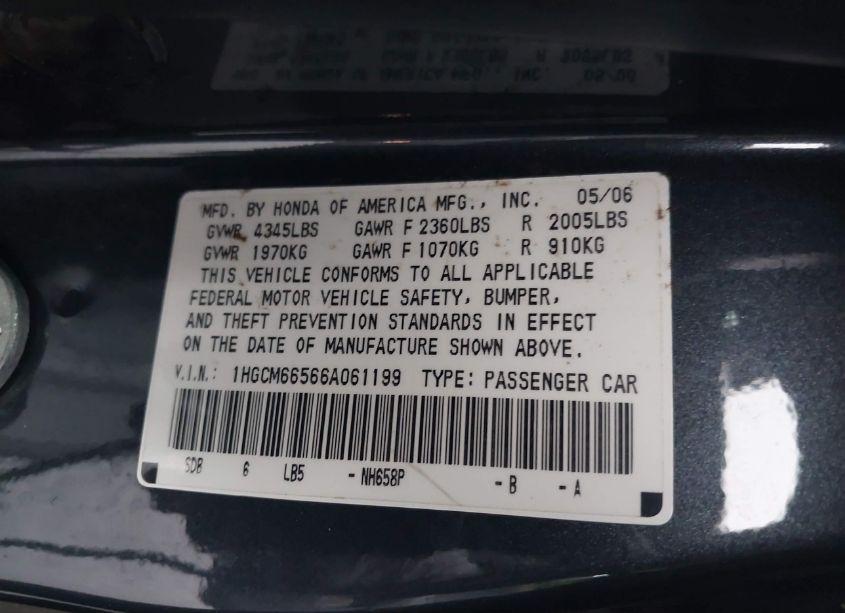 MFD. BY HONDA OF AMERICA MFG., INC. 05/06
GVWR 4345LBS GAWR F 2360LBS R 2005LBS
GVWR 1970KG GAWR F 1070KG R 910KG
THIS VEHICLE CONFORMS TO ALL APPLICABLE
FEDERAL MOTOR VEHICLE SAFETY, BUMPER,
AND THEFT PREVENTION STANDARDS IN EFFECT
ON THE DATE OF MANUFACTURE SHOWN ABOVE.
V.I.N.: 1HGCM66566A061199 TYPE: PASSENGER CAR
SDB 6 LB5 -NH658P -B -A